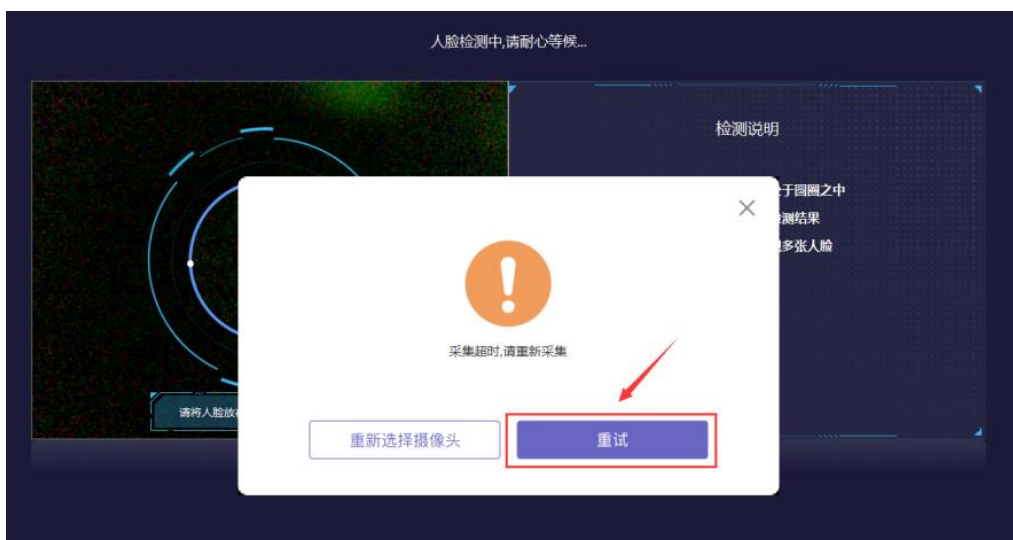 人脸检测中,请耐心等候...
检测说明
于圆圈之中
测结果
多张人脸
采集超时,请重新采集
请将人脸放
重新选择摄像头
重试